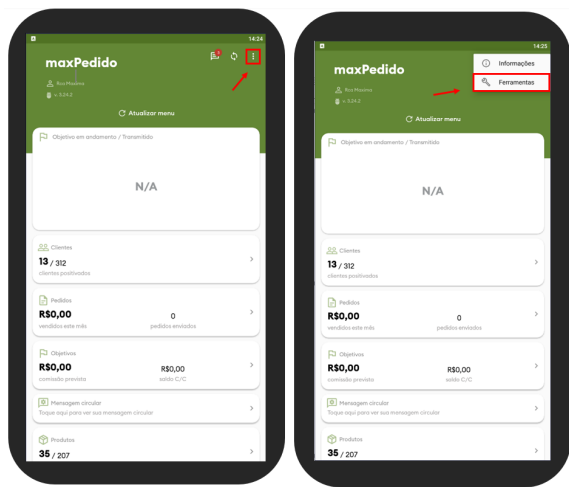 14:24
maxPedido
Roo Maxima
v. 3.24.2
Atualizar menu
Objetivo em andamento / Transmitido
N/A
Clientes
13 / 312
clientes positivados
Pedidos
R$0,00
0
vendidos este mês
pedidos enviados
Objetivos
R$0,00
R$0,00
comissão prevista
saldo C/C
Mensagem circular
Toque aqui para ver sua mensagem circular
Produtos
35 / 207
14:25
maxPedido
Informações
Ferramentas
Roo Maxima
v. 3.24.2
Atualizar menu
Objetivo em andamento / Transmitido
N/A
Clientes
13 / 312
clientes positivados
Pedidos
R$0,00
0
vendidos este mês
pedidos enviados
Objetivos
R$0,00
R$0,00
comissão prevista
saldo C/C
Mensagem circular
Toque aqui para ver sua mensagem circular
Produtos
35 / 207